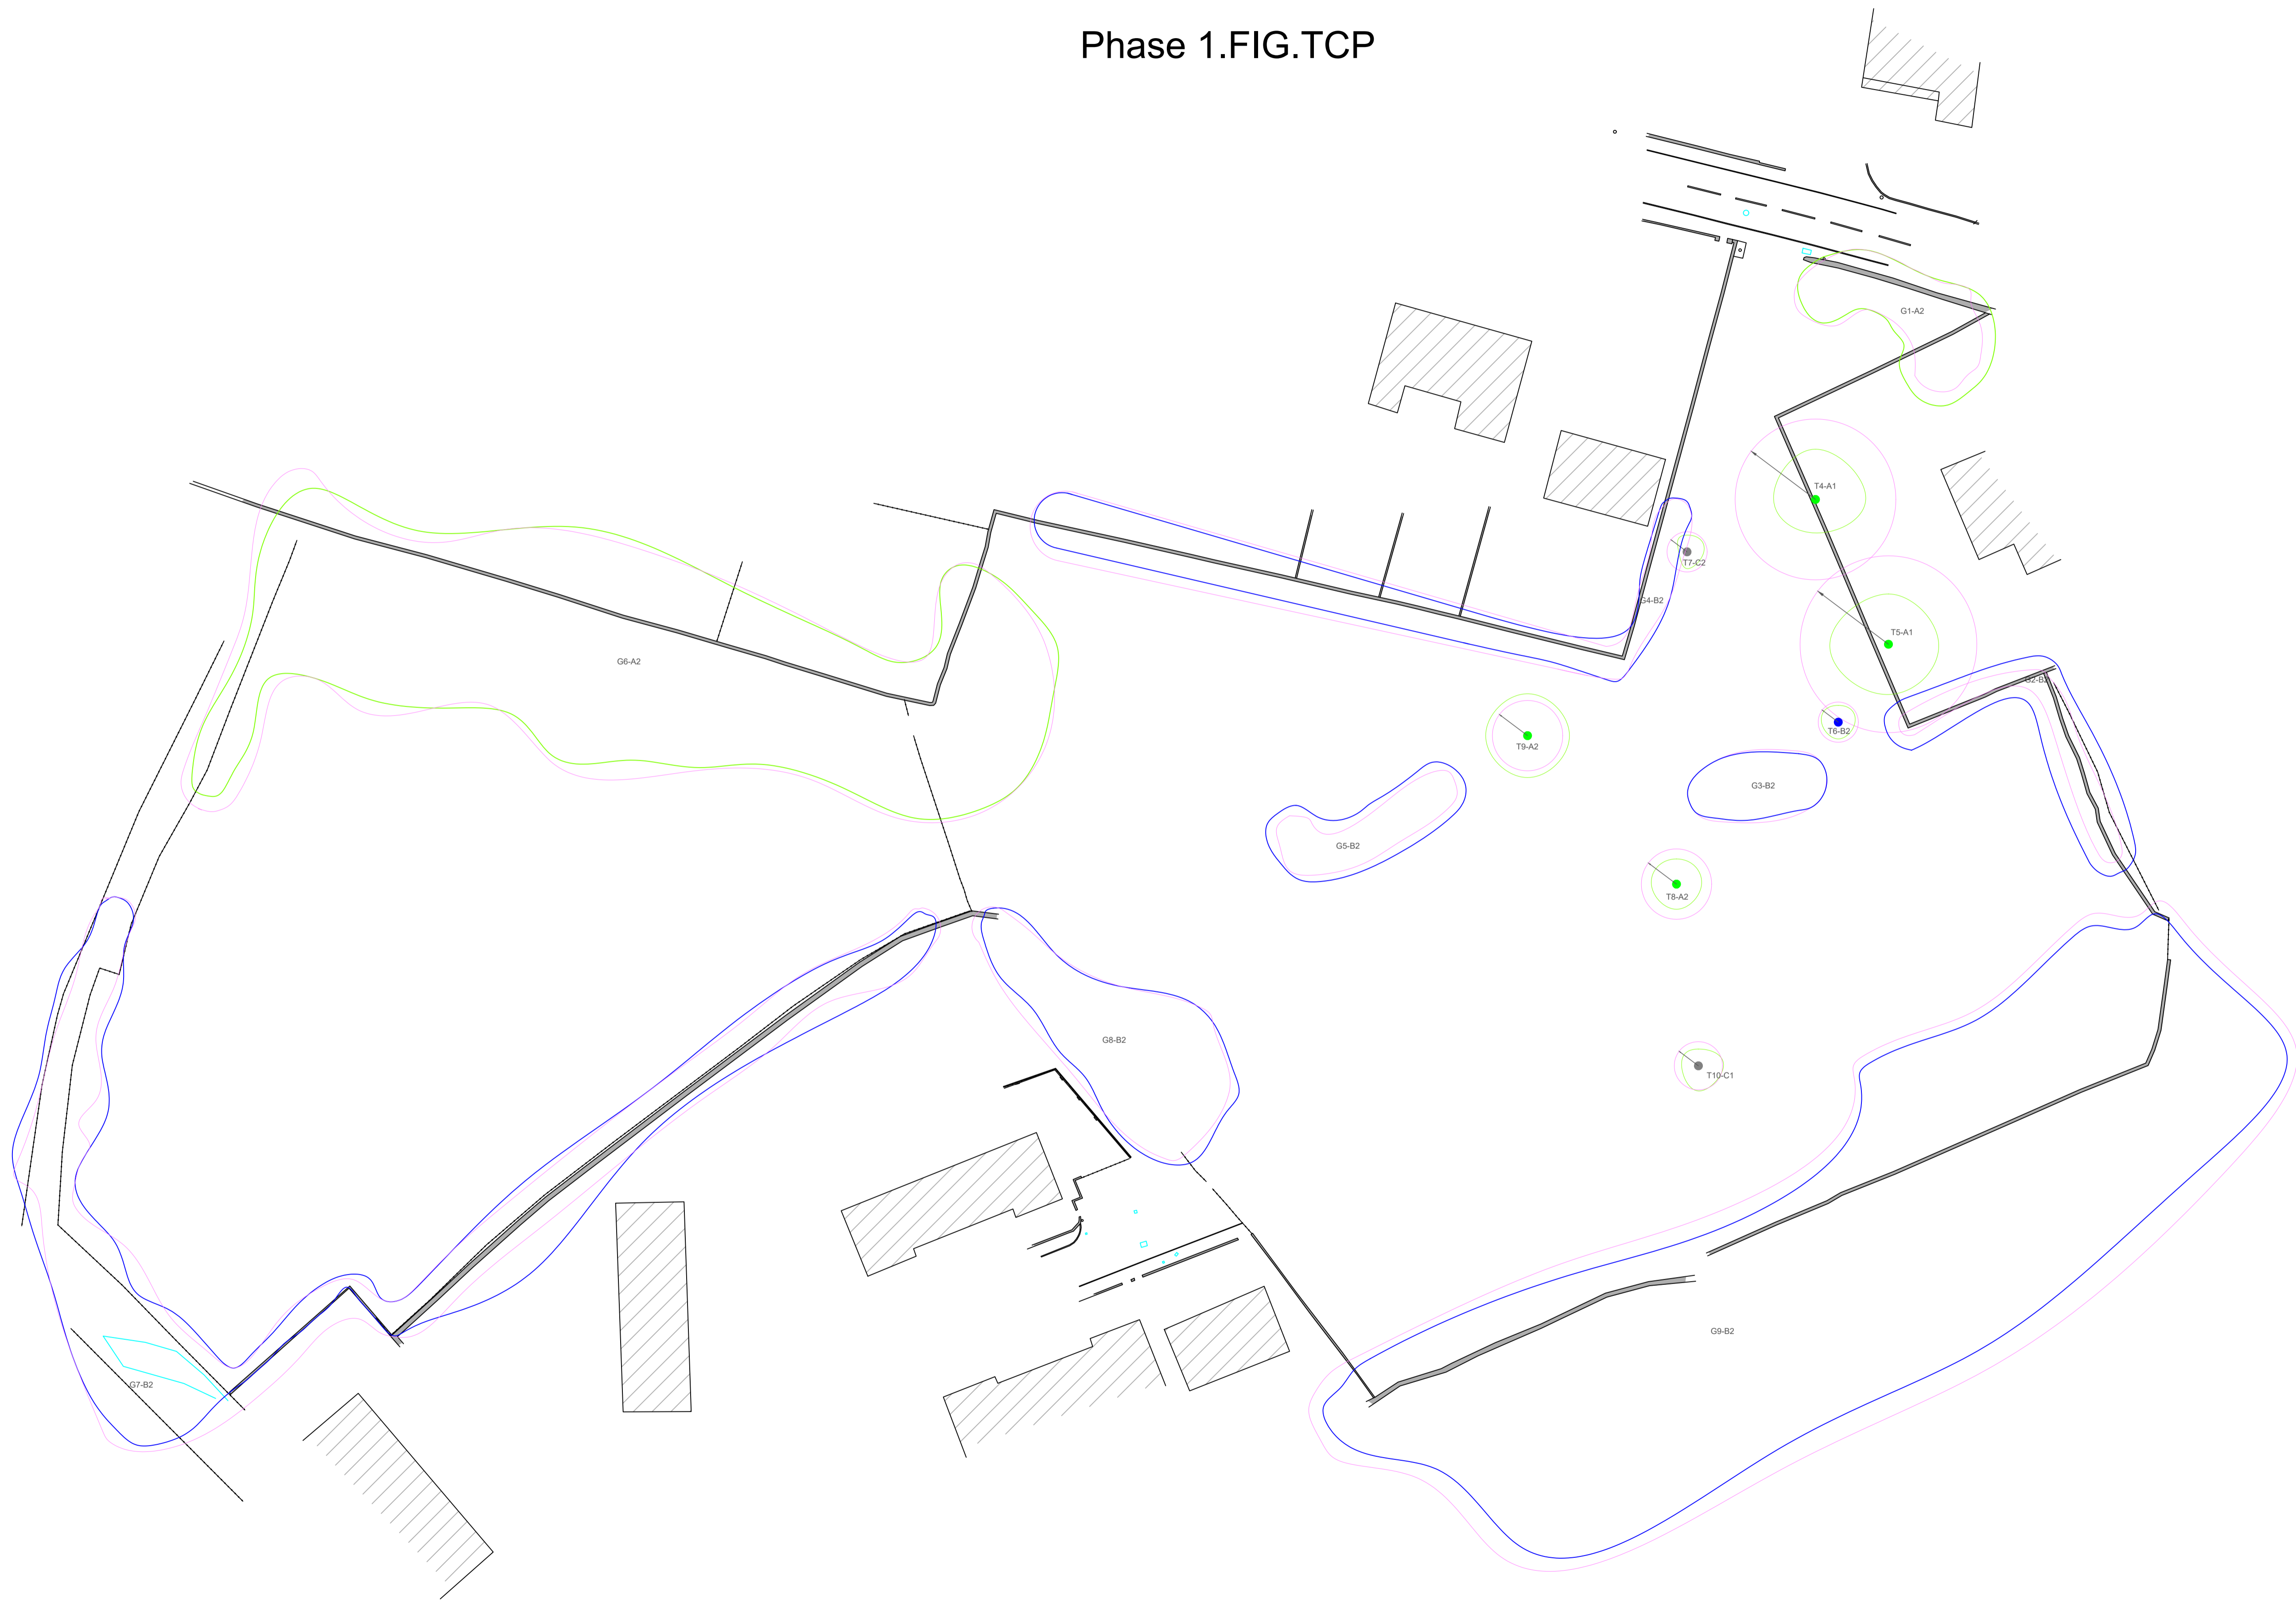 Phase 1.FIG.TCP
G1-A2
T4-A1
T7-C2
G4-B2
T5-A1
G6-A2
G2-B2
T6-B2
T9-A2
G3-B2
G5-B2
T8-A2
G8-B2
T10-C1
G9-B2
G7-B2